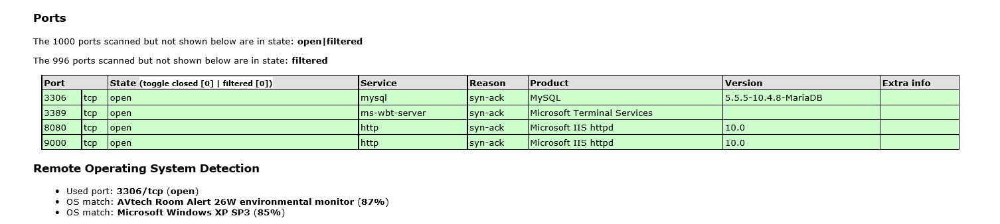 Ports
The 1000 ports scanned but not shown below are in state: open|filtered
The 996 ports scanned but not shown below are in state: filtered
Port State (toggle closed [0] | filtered [0]) Service Reason Product Version Extra info
3306 tcp open mysql syn-ack MySQL 5.5.5-10.4.8-MariaDB
3389 tcp open ms-wbt-server syn-ack Microsoft Terminal Services
8080 tcp open http syn-ack Microsoft IIS httpd 10.0
9000 tcp open http syn-ack Microsoft IIS httpd 10.0
Remote Operating System Detection
• Used port: 3306/tcp (open)
• OS match: AVtech Room Alert 26W environmental monitor (87%)
• OS match: Microsoft Windows XP SP3 (85%)